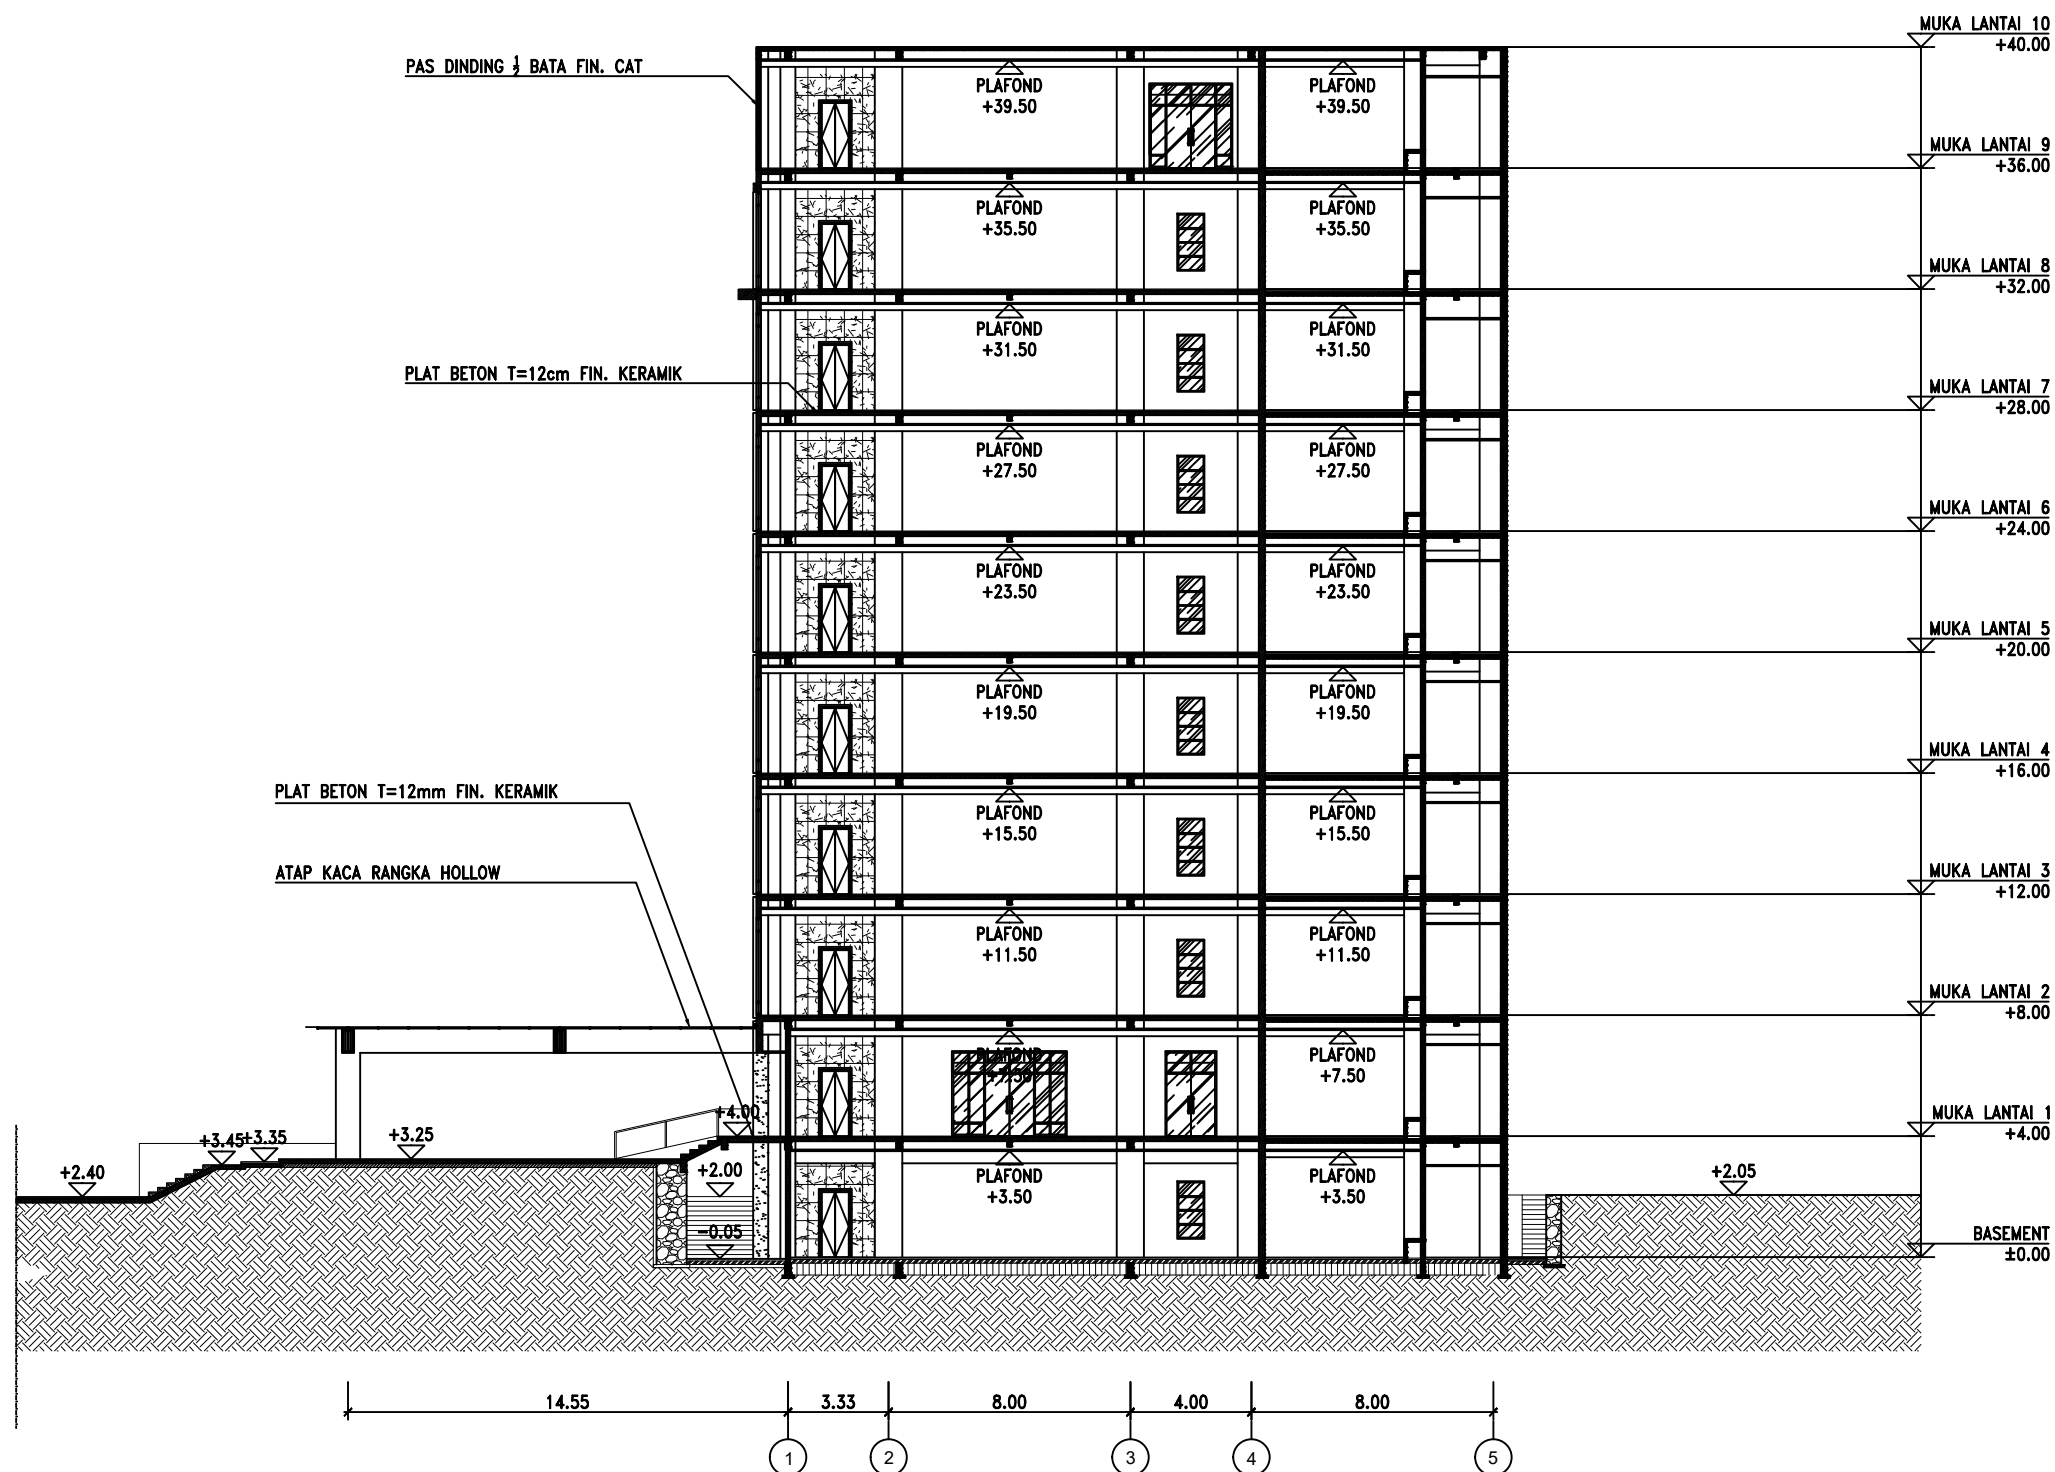 MUKA LANTAI 10
+40.00
PAS DINDING ½ BATA FIN. CAT
PLAFOND
+39.50
PLAFOND
+39.50
MUKA LANTAI 9
+36.00
PLAFOND
+35.50
PLAFOND
+35.50
MUKA LANTAI 8
+32.00
PLAFOND
+31.50
PLAFOND
+31.50
PLAT BETON T=12cm FIN. KERAMIK
MUKA LANTAI 7
+28.00
PLAFOND
+27.50
PLAFOND
+27.50
MUKA LANTAI 6
+24.00
PLAFOND
+23.50
PLAFOND
+23.50
MUKA LANTAI 5
+20.00
PLAFOND
+19.50
PLAFOND
+19.50
MUKA LANTAI 4
+16.00
PLAT BETON T=12mm FIN. KERAMIK
PLAFOND
+15.50
PLAFOND
+15.50
MUKA LANTAI 3
+12.00
ATAP KACA RANGKA HOLLOW
PLAFOND
+11.50
PLAFOND
+11.50
MUKA LANTAI 2
+8.00
PLAFOND
+7.50
PLAFOND
+7.50
MUKA LANTAI 1
+4.00
+4.00
+3.45
+3.35
+3.25
+2.40
+2.00
PLAFOND
+3.50
PLAFOND
+3.50
+2.05
-0.05
BASEMENT
±0.00
14.55
3.33
8.00
4.00
8.00
1
2
3
4
5